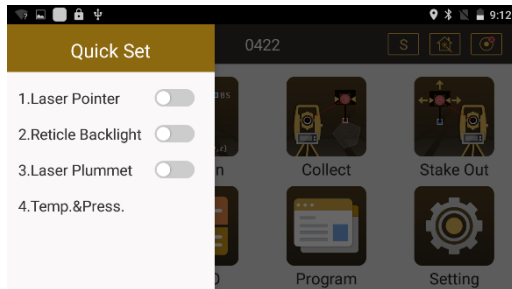 9:12
Quick Set
0422
S
1.Laser Pointer
2.Reticle Backlight
3.Laser Plummet
4.Temp.&Press.
Collect
Stake Out
Program
Setting